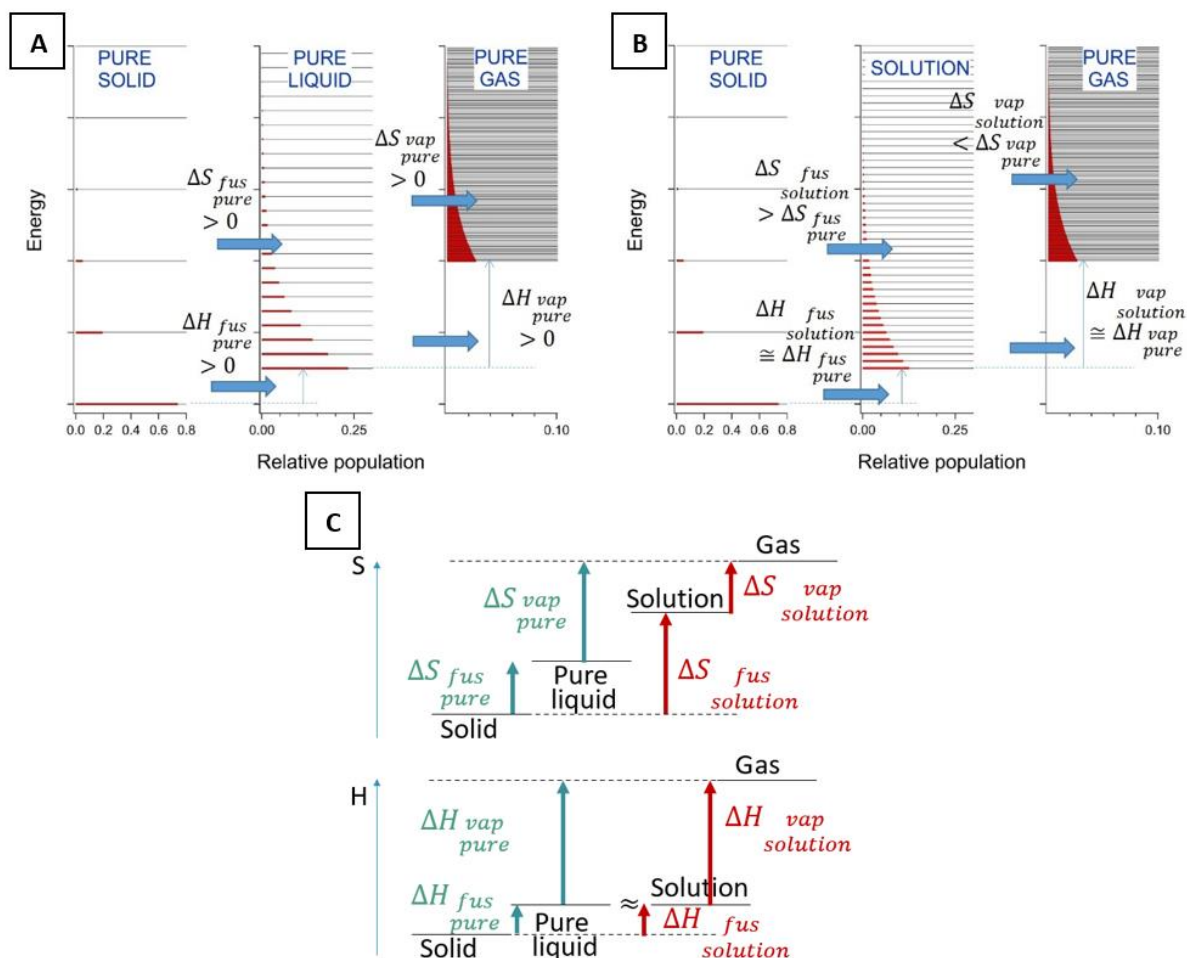 A
PURE
SOLID
PURE
LIQUID
PURE
GAS
ΔS fus
pure
> 0
ΔS vap
pure
> 0
ΔH fus
pure
> 0
ΔH vap
pure
> 0
Energy
0.0 0.2 0.4 0.6 0.8
0.00 0.25
0.10
Relative population
B
PURE
SOLID
SOLUTION
PURE
GAS
ΔS vap
solution
< ΔS vap
pure
ΔS fus
solution
> ΔS fus
pure
ΔH fus
solution
≅ ΔH fus
pure
ΔH vap
solution
≅ ΔH vap
pure
Energy
0.0 0.2 0.4 0.6 0.8
0.00 0.25
0.10
Relative population
C
S
Gas
ΔS vap
pure
Solution
ΔS vap
solution
ΔS fus
pure
Pure
liquid
ΔS fus
solution
Solid
H
Gas
ΔH vap
pure
ΔH vap
solution
ΔH fus
pure
≈
Solution
Pure
liquid
ΔH fus
solution
Solid